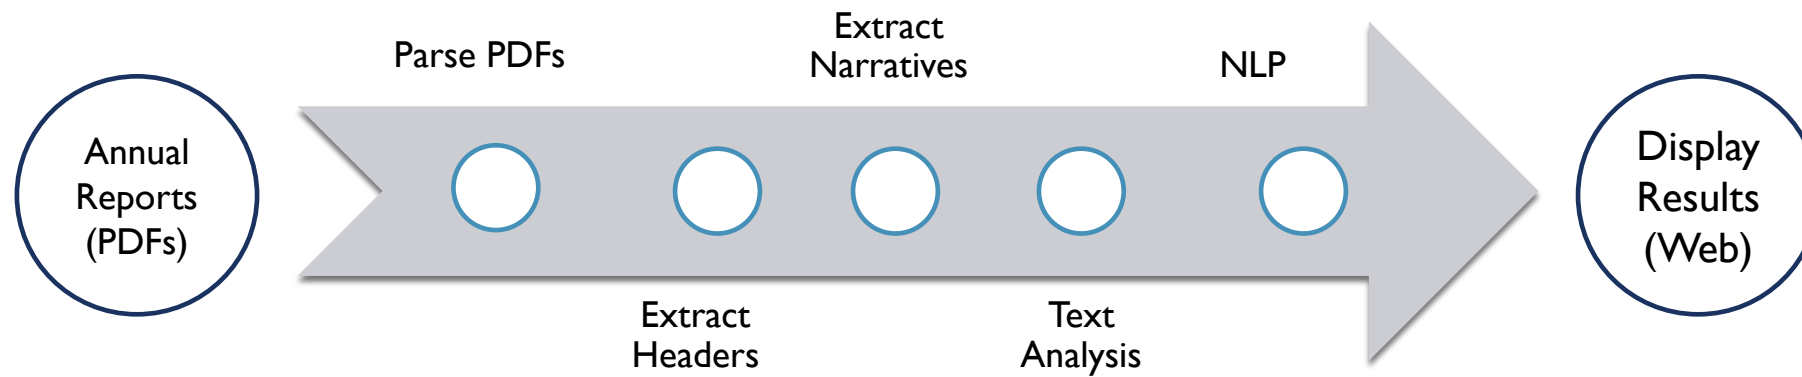 Annual
Reports
(PDFs)
Parse PDFs
Extract
Headers
Extract
Narratives
Text
Analysis
NLP
Display
Results
(Web)